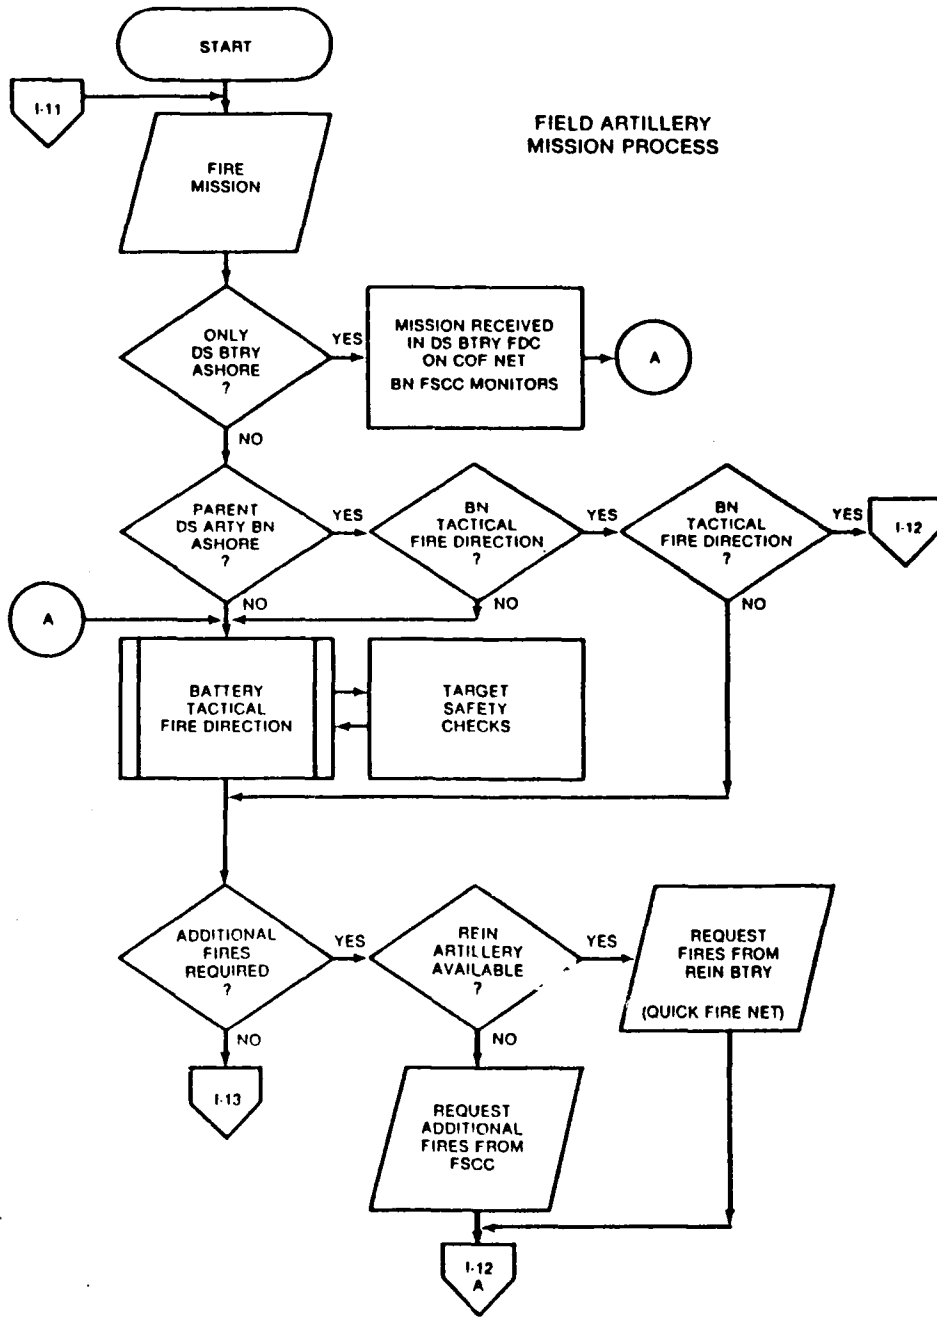 START
I-11
FIELD ARTILLERY
MISSION PROCESS
FIRE
MISSION
ONLY
DS BTRY
ASHORE
?
YES
MISSION RECEIVED
IN DS BTRY FDC
ON COF NET
BN FSCC MONITORS
A
NO
PARENT
DS ARTY BN
ASHORE
?
YES
BN
TACTICAL
FIRE DIRECTION
?
YES
BN
TACTICAL
FIRE DIRECTION
?
YES
I-12
NO
NO
NO
A
BATTERY
TACTICAL
FIRE DIRECTION
TARGET
SAFETY
CHECKS
ADDITIONAL
FIRES
REQUIRED
?
YES
REIN
ARTILLERY
AVAILABLE
?
YES
REQUEST
FIRES FROM
REIN BTRY
(QUICK FIRE NET)
NO
NO
I-13
REQUEST
ADDITIONAL
FIRES FROM
FSCC
I-12
A